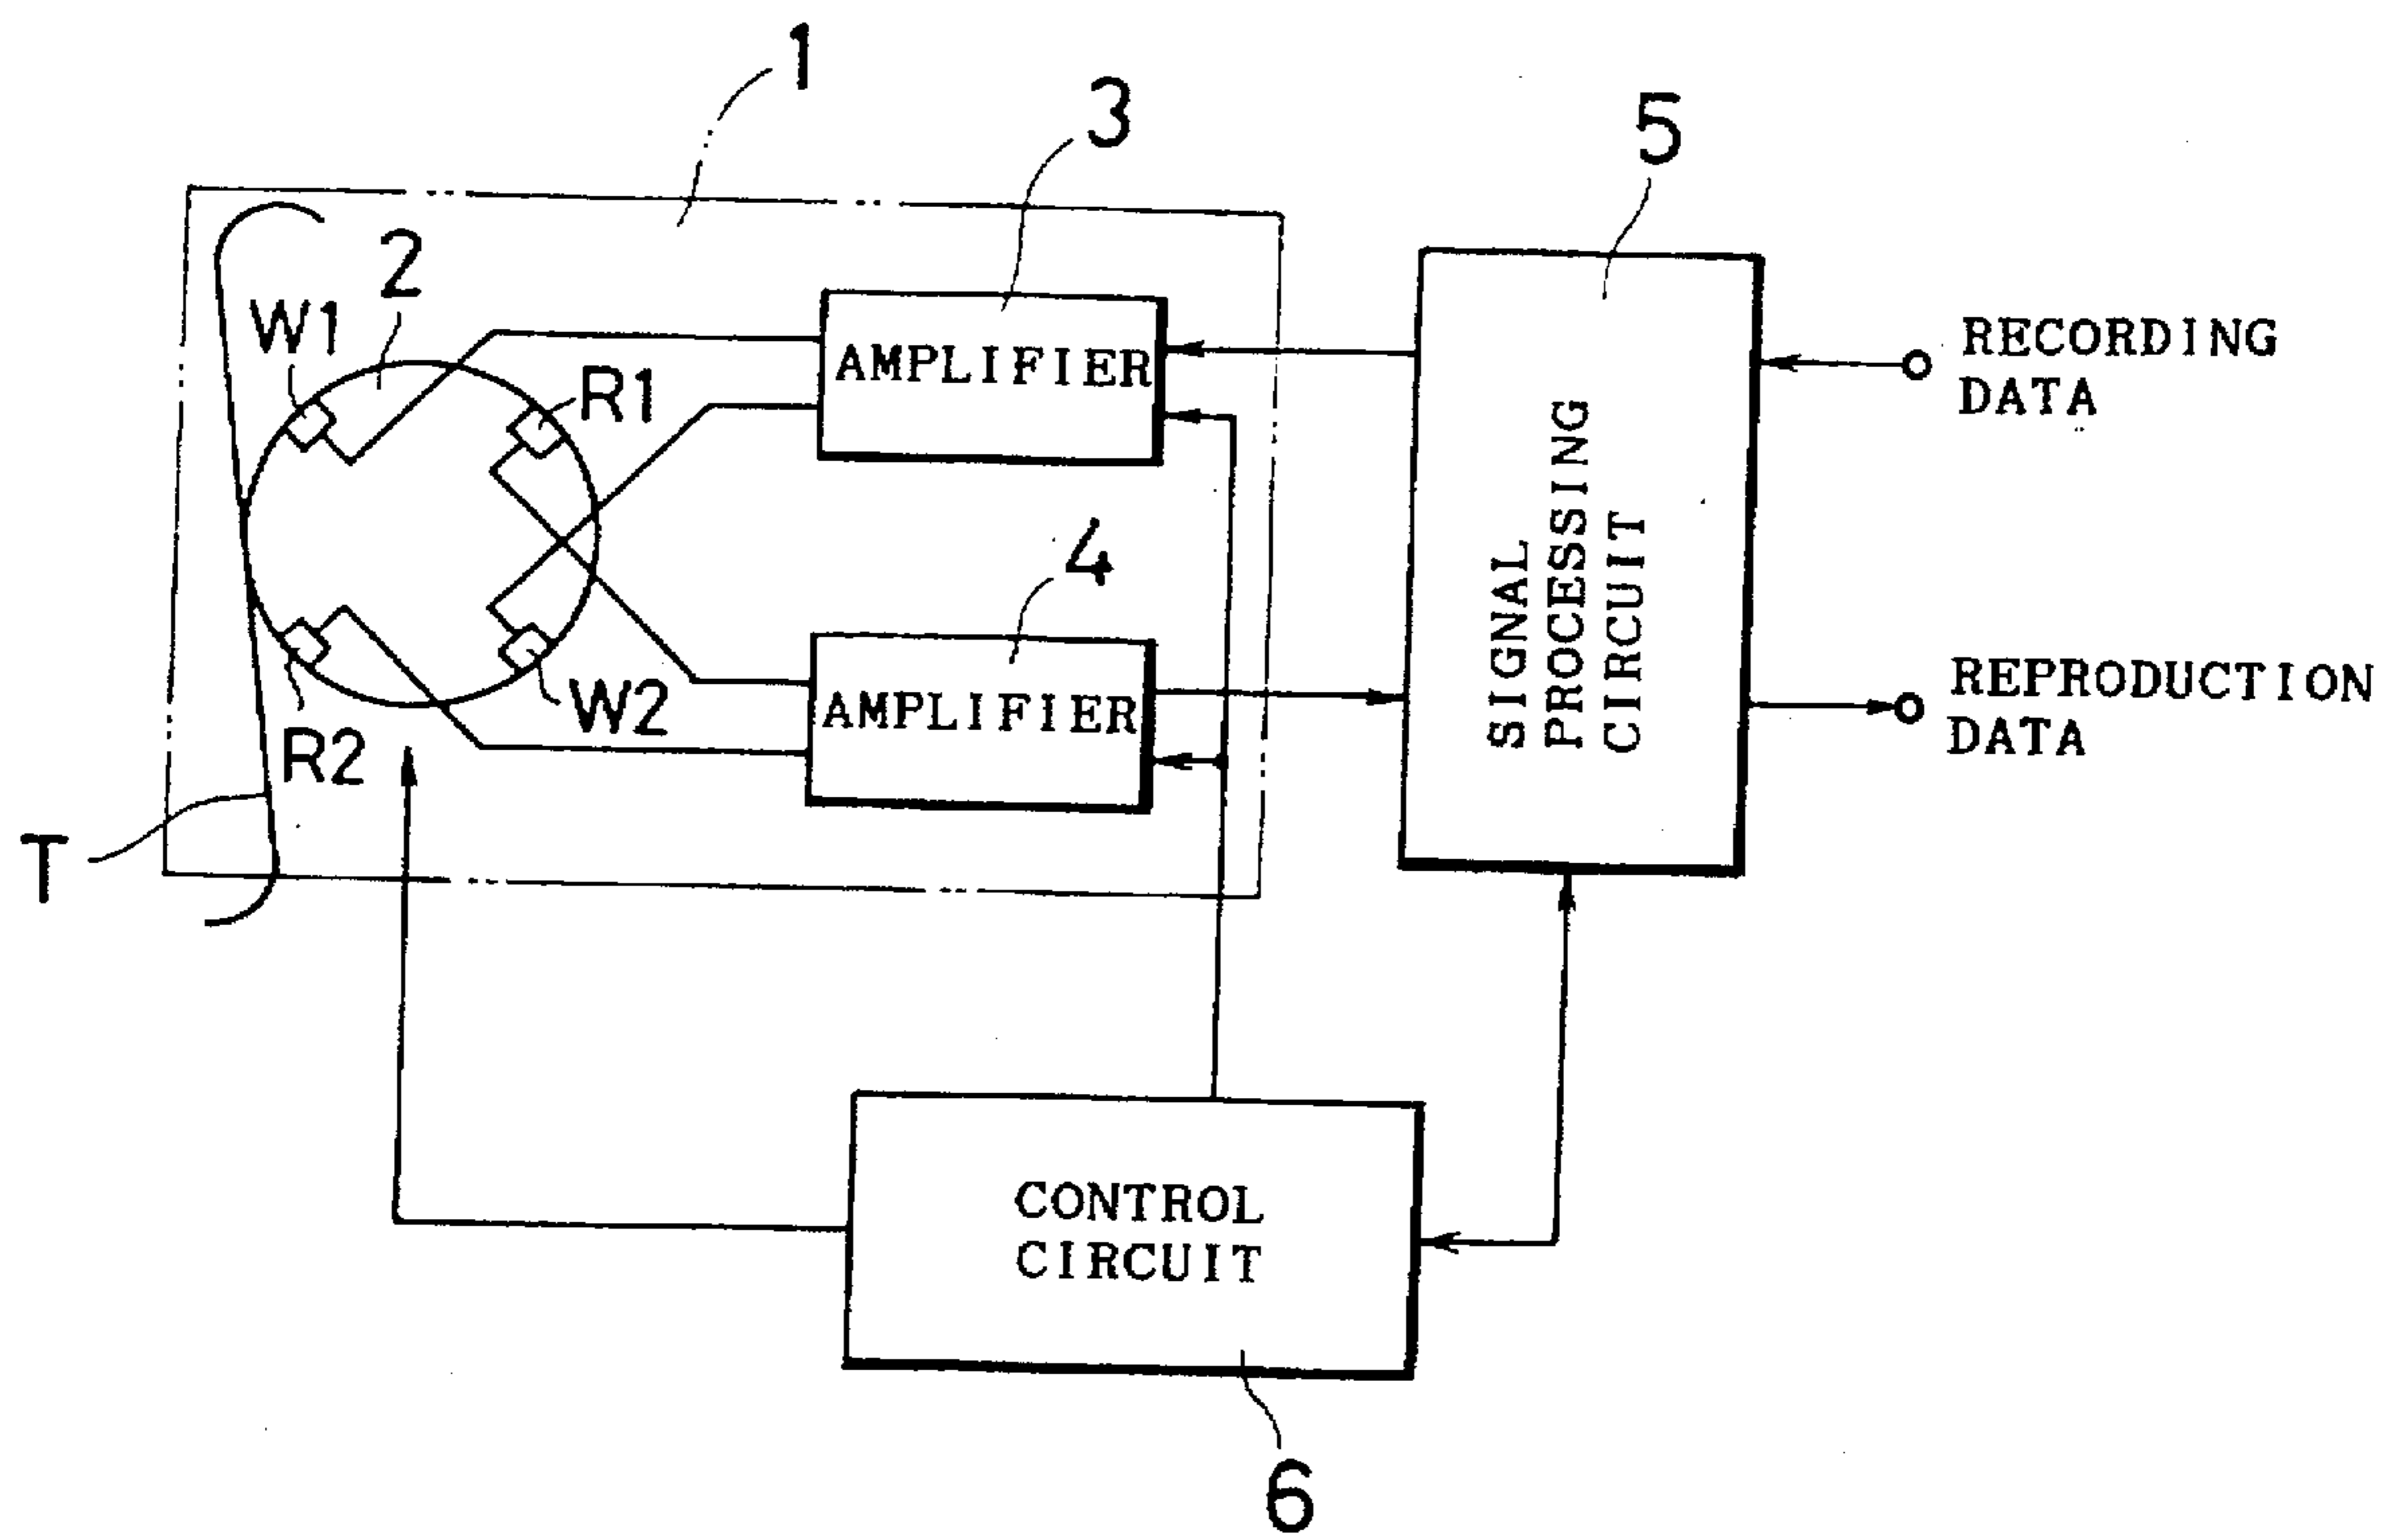 1
3
5
2
W1
R1
AMPLIFIER
RECORDING
DATA
SIGNAL
PROCESSING
CIRCUIT
4
AMPLIFIER
REPRODUCTION
DATA
W2
R2
T
CONTROL
CIRCUIT
6